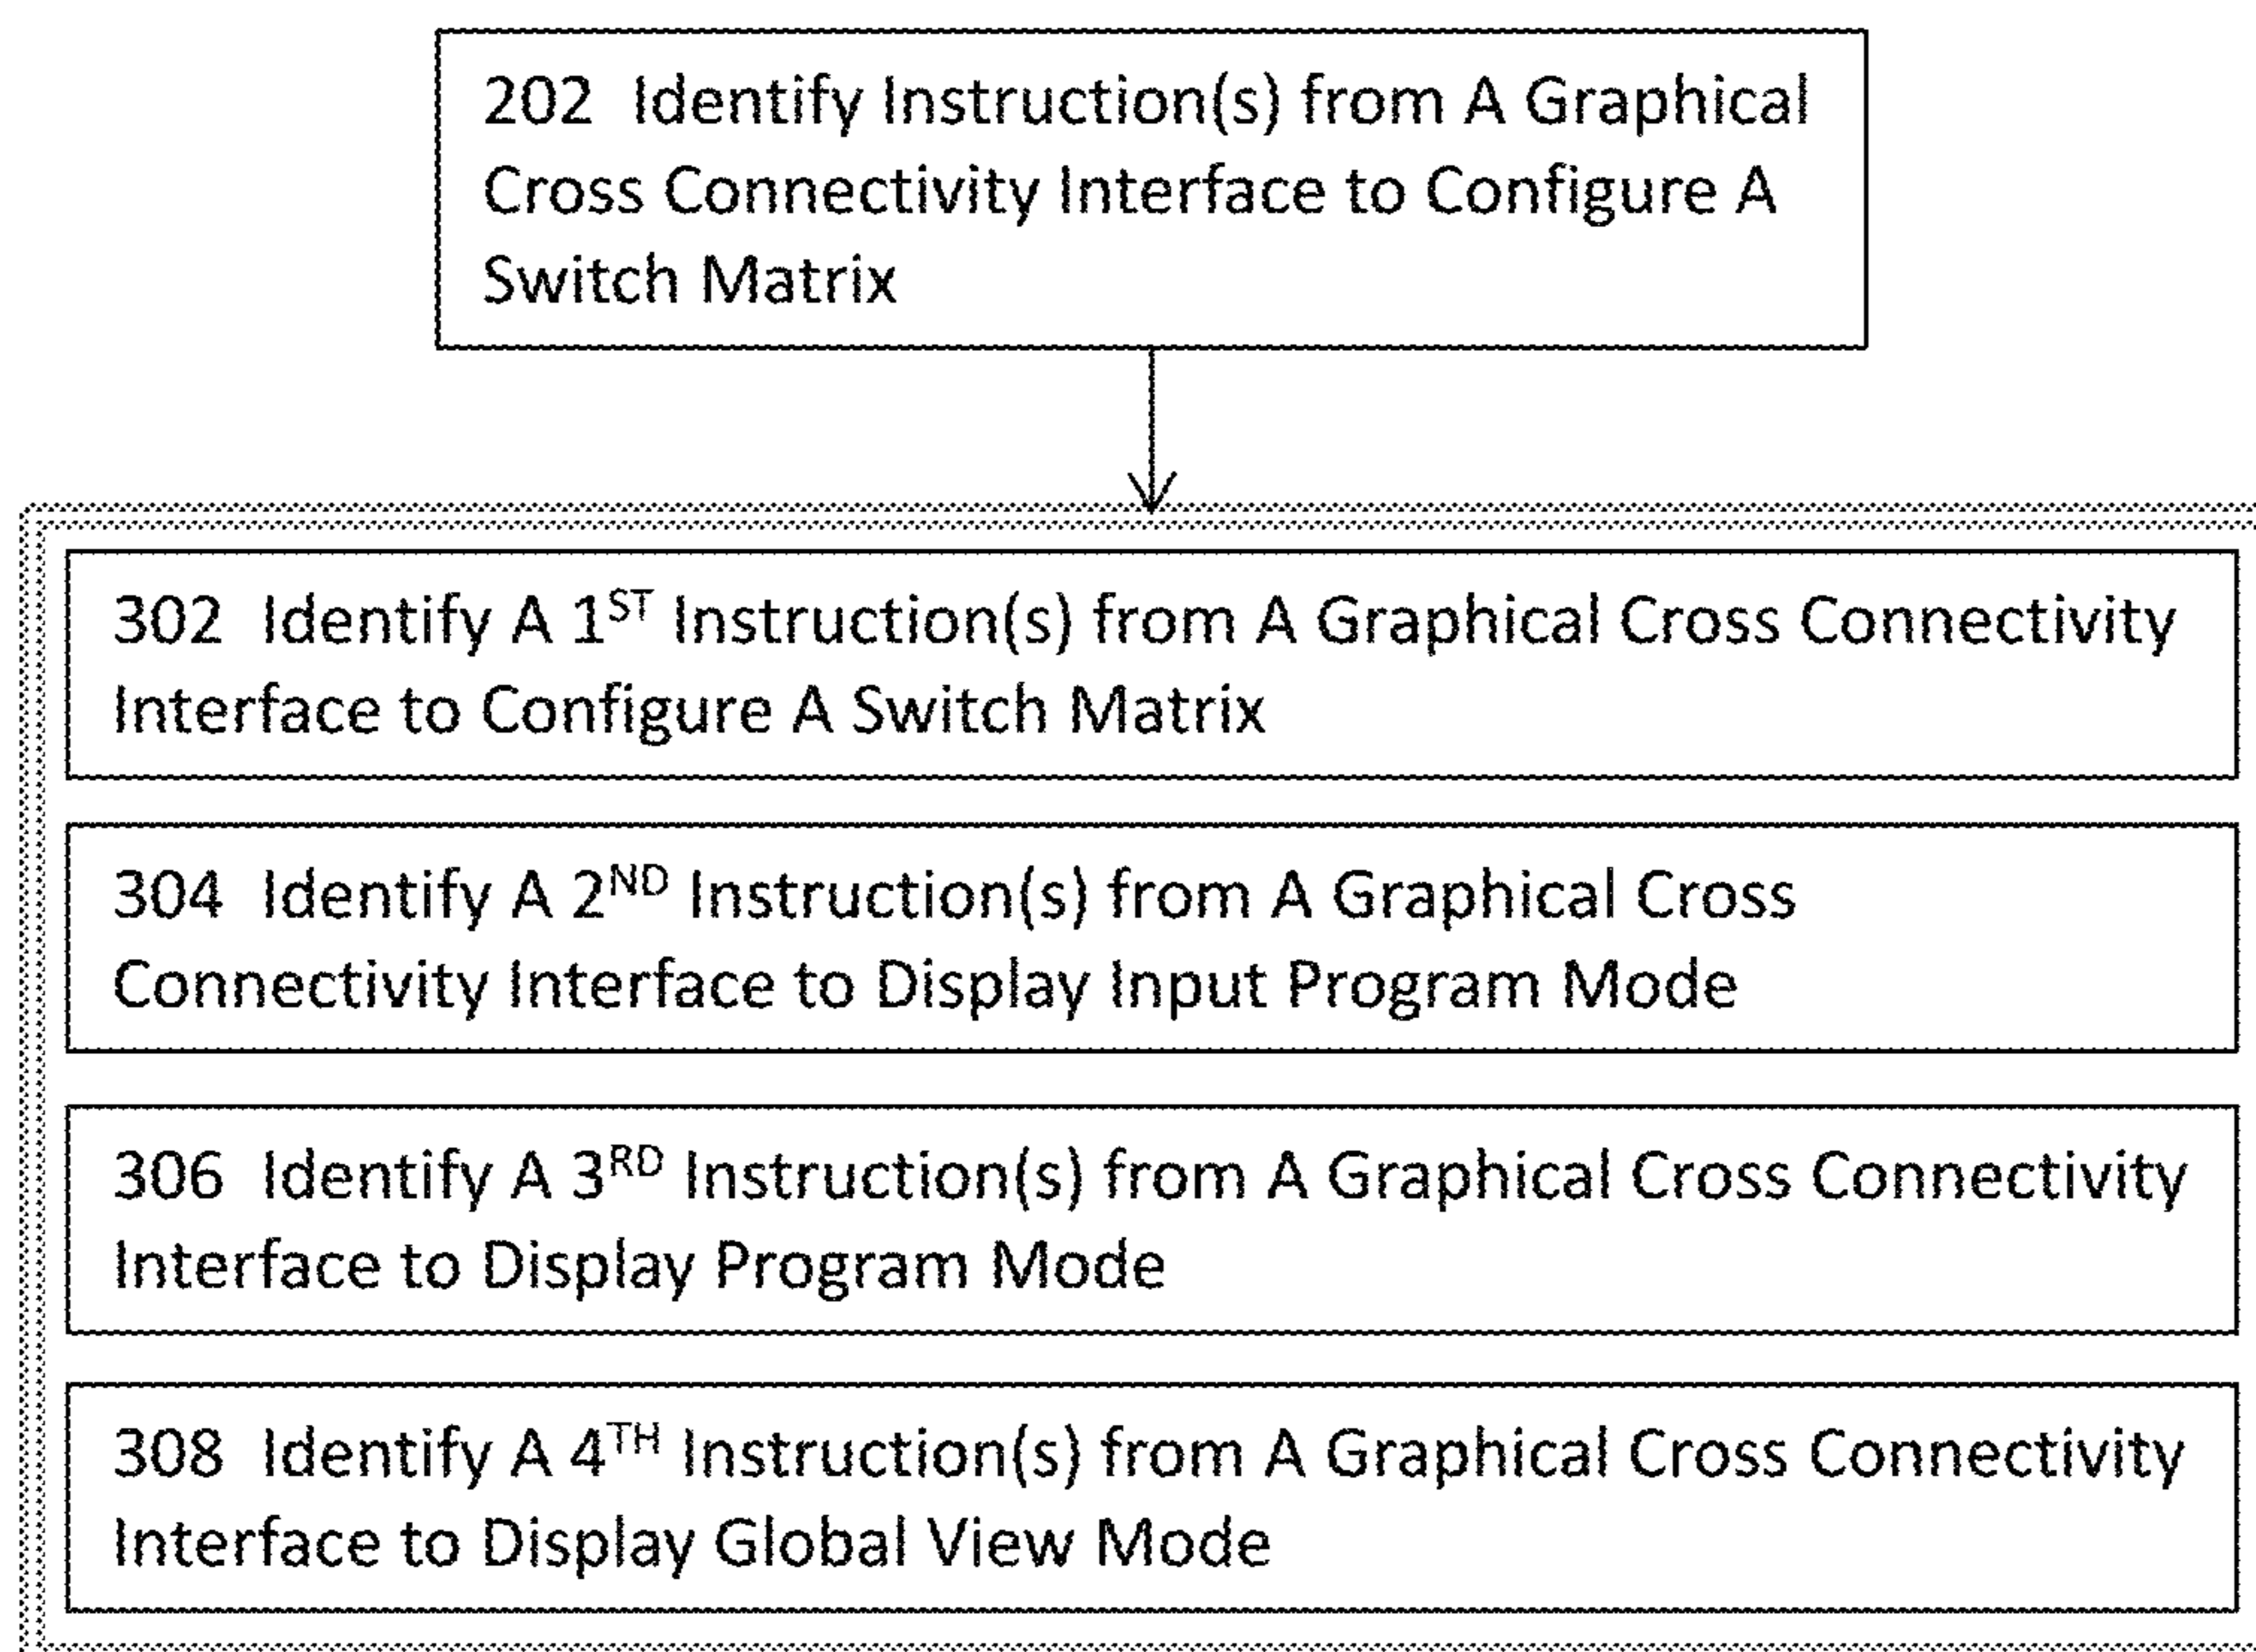 202 Identify Instruction(s) from A Graphical
Cross Connectivity Interface to Configure A
Switch Matrix
302 Identify A 1ST Instruction(s) from A Graphical Cross Connectivity
Interface to Configure A Switch Matrix
304 Identify A 2ND Instruction(s) from A Graphical Cross
Connectivity Interface to Display Input Program Mode
306 Identify A 3RD Instruction(s) from A Graphical Cross Connectivity
Interface to Display Program Mode
308 Identify A 4TH Instruction(s) from A Graphical Cross Connectivity
Interface to Display Global View Mode